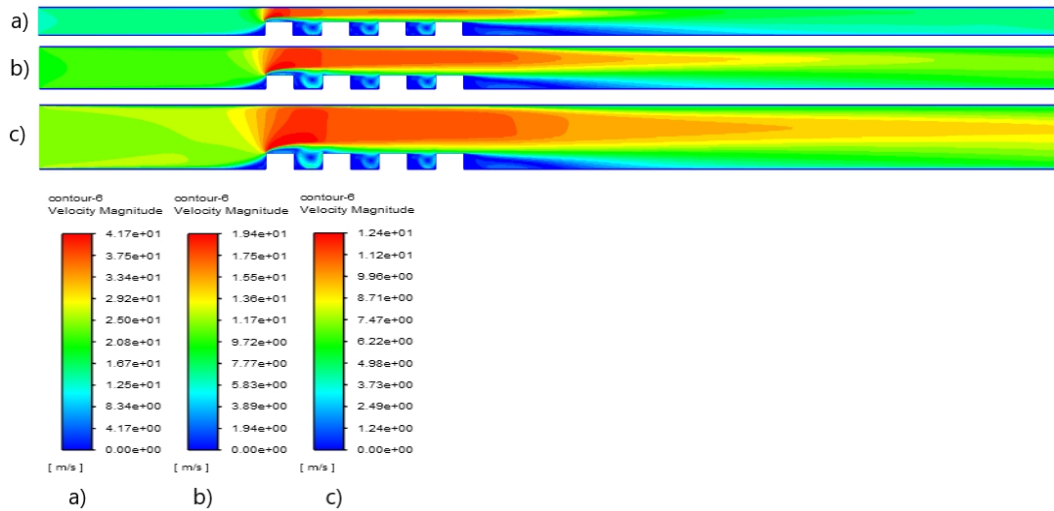 a)
b)
c)
contour-6
Velocity Magnitude
4.17e+01
3.75e+01
3.34e+01
2.92e+01
2.50e+01
2.08e+01
1.67e+01
1.25e+01
8.34e+00
4.17e+00
0.00e+00
[ m/s ]
a)
contour-6
Velocity Magnitude
1.94e+01
1.75e+01
1.55e+01
1.36e+01
1.17e+01
9.72e+00
7.77e+00
5.83e+00
3.89e+00
1.94e+00
0.00e+00
[ m/s ]
b)
contour-6
Velocity Magnitude
1.24e+01
1.12e+01
9.96e+00
8.71e+00
7.47e+00
6.22e+00
4.98e+00
3.73e+00
2.49e+00
1.24e+00
0.00e+00
[ m/s ]
c)